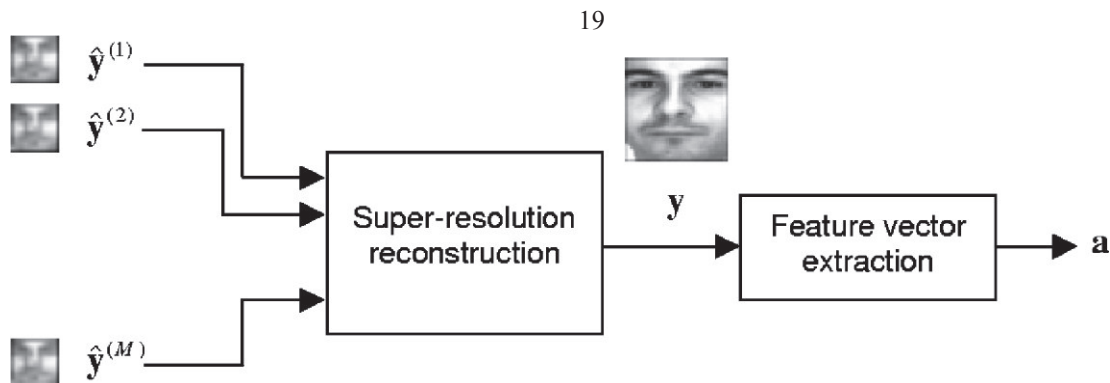 19
ŷ(1)
ŷ(2)
ŷ(M)
Super-resolution
reconstruction
y
Feature vector
extraction
a